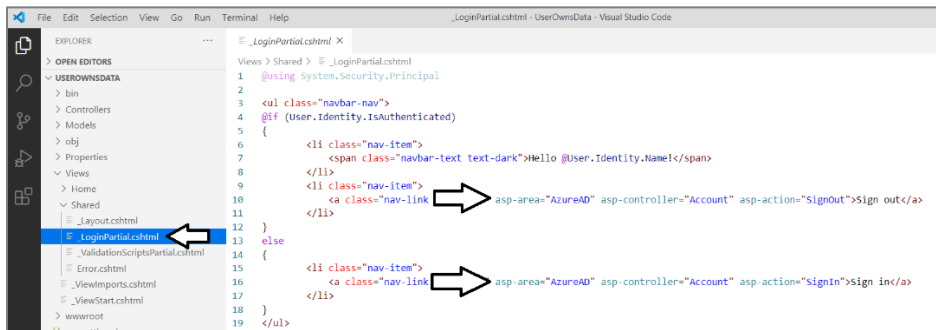 File Edit Selection View Go Run Terminal Help _LoginPartial.cshtml - UserOwnsData - Visual Studio Code
EXPLORER ···
_LoginPartial.cshtml ×
> OPEN EDITORS
USEROWNSDATA
> bin
> Controllers
> Models
> obj
> Properties
Views
> Home
Shared
_Layout.cshtml
_LoginPartial.cshtml
_ValidationScriptsPartial.cshtml
Error.cshtml
_ViewImports.cshtml
_ViewStart.cshtml
> wwwroot
Views > Shared > _LoginPartial.cshtml
1 @using System.Security.Principal
2
3 <ul class="navbar-nav">
4 @if (User.Identity.IsAuthenticated)
5 {
6 <li class="nav-item">
7 <span class="navbar-text text-dark">Hello @User.Identity.Name!</span>
8 </li>
9 <li class="nav-item">
10 <a class="nav-link asp-area="AzureAD" asp-controller="Account" asp-action="SignOut">Sign out</a>
11 </li>
12 }
13 else
14 {
15 <li class="nav-item">
16 <a class="nav-link asp-area="AzureAD" asp-controller="Account" asp-action="SignIn">Sign in</a>
17 </li>
18 }
19 </ul>